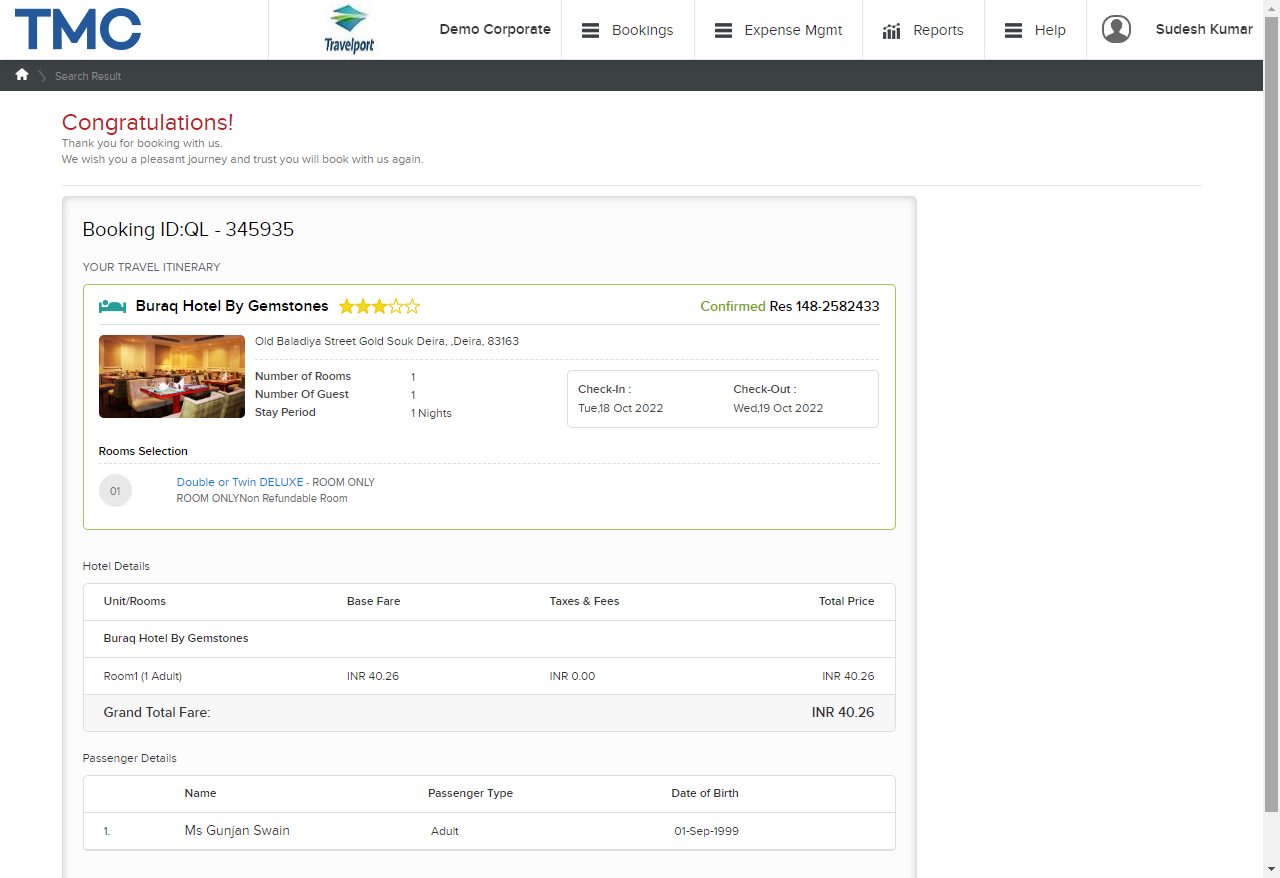 TMC
Travelport
Demo Corporate
Bookings
Expense Mgmt
Reports
Help
Sudesh Kumar
Search Result
Congratulations!
Thank you for booking with us.
We wish you a pleasant journey and trust you will book with us again.
Booking ID:QL - 345935
YOUR TRAVEL ITINERARY
Buraq Hotel By Gemstones
Confirmed Res 148-2582433
Old Baladiya Street Gold Souk Deira, ,Deira, 83163
Number of Rooms 1
Number Of Guest 1
Stay Period 1 Nights
Check-In : Check-Out :
Tue,18 Oct 2022 Wed,19 Oct 2022
Rooms Selection
01
Double or Twin DELUXE - ROOM ONLY
ROOM ONLYNon Refundable Room
Hotel Details
Unit/Rooms Base Fare Taxes & Fees Total Price
Buraq Hotel By Gemstones
Room1 (1 Adult) INR 40.26 INR 0.00 INR 40.26
Grand Total Fare: INR 40.26
Passenger Details
Name Passenger Type Date of Birth
1. Ms Gunjan Swain Adult 01-Sep-1999